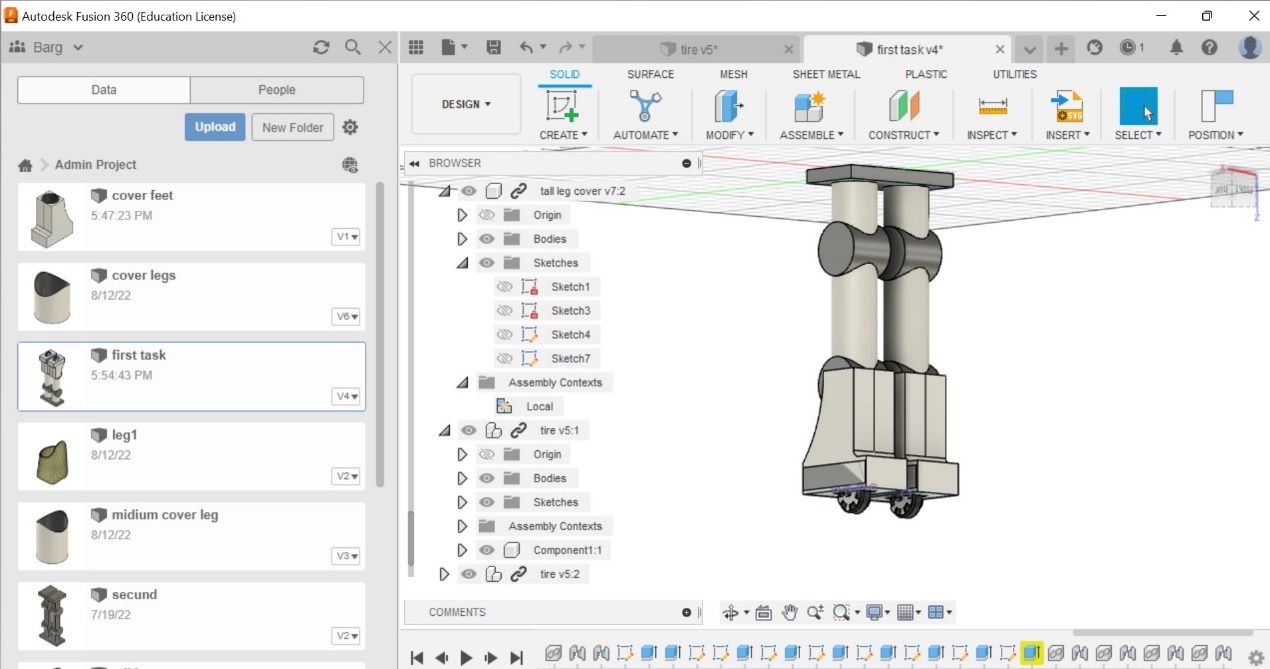 Autodesk Fusion 360 (Education License)
Barg
tire v5*
first task v4*
1
Data
People
Upload
New Folder
Admin Project
cover feet
5:47:23 PM
V1
cover legs
8/12/22
V6
first task
5:54:43 PM
V4
leg1
8/12/22
V2
midium cover leg
8/12/22
V3
secund
7/19/22
V2
DESIGN
SOLID
SURFACE
MESH
SHEET METAL
PLASTIC
UTILITIES
CREATE
AUTOMATE
MODIFY
ASSEMBLE
CONSTRUCT
INSPECT
SVG
INSERT
SELECT
POSITION
BROWSER
tall leg cover v7:2
Origin
Bodies
Sketches
Sketch1
Sketch3
Sketch4
Sketch7
Assembly Contexts
Local
tire v5:1
Origin
Bodies
Sketches
Assembly Contexts
Component1:1
tire v5:2
Z
COMMENTS